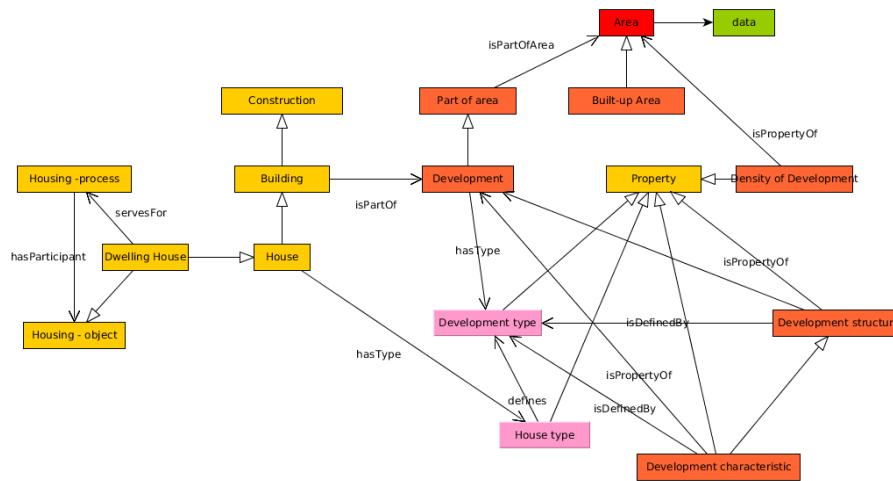 Area
data
isPartOfArea
Construction
Part of area
Built-up Area
isPropertyOf
Housing -process
Building
Development
Property
Density of Development
servesFor
isPartOf
hasParticipant
Dwelling House
House
hasType
isPropertyOf
Housing - object
Development type
isDefinedBy
Development structur
hasType
isPropertyOf
defines
isDefinedBy
House type
Development characteristic